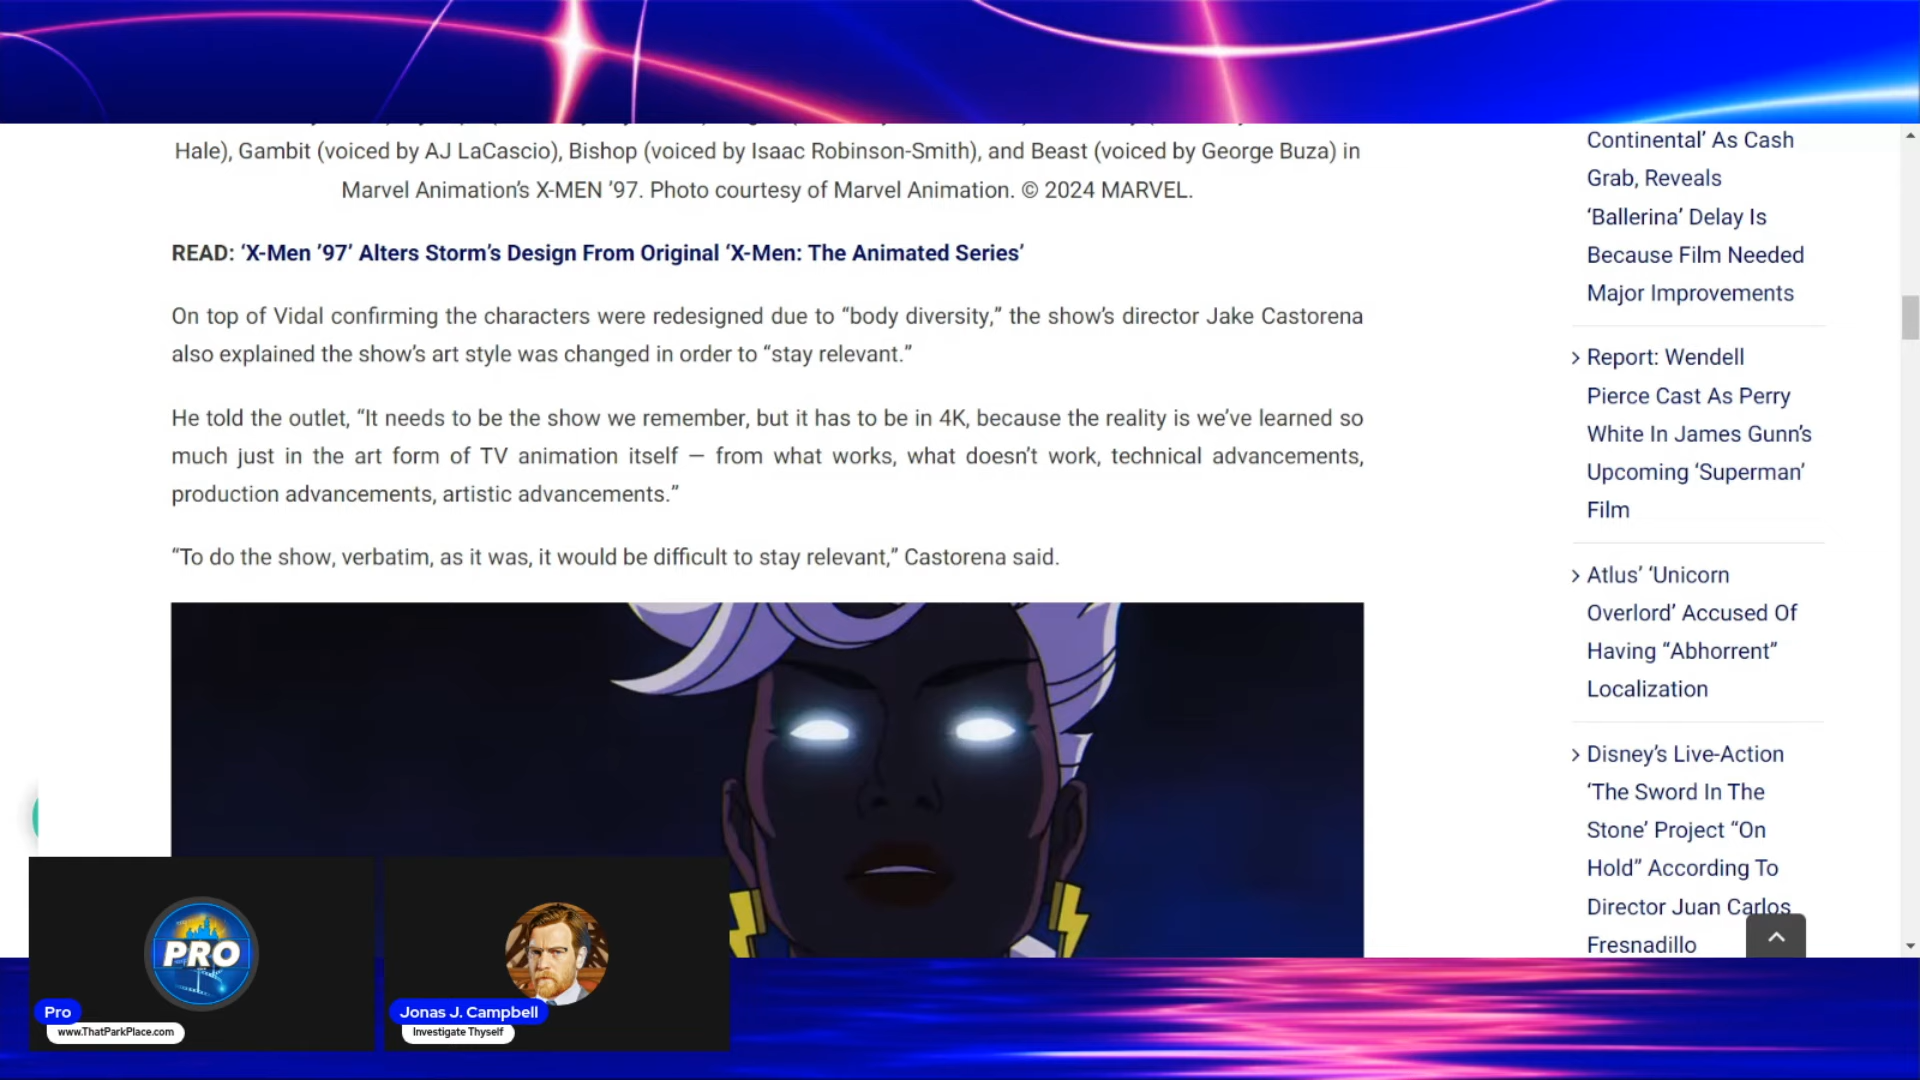 Hale), Gambit (voiced by AJ LaCascio), Bishop (voiced by Isaac Robinson-Smith), and Beast (voiced by George Buza) in
Marvel Animation’s X-MEN ’97. Photo courtesy of Marvel Animation. © 2024 MARVEL.
READ: ‘X-Men ’97’ Alters Storm’s Design From Original ‘X-Men: The Animated Series’
On top of Vidal confirming the characters were redesigned due to “body diversity,” the show’s director Jake Castorena
also explained the show’s art style was changed in order to “stay relevant.”
He told the outlet, “It needs to be the show we remember, but it has to be in 4K, because the reality is we’ve learned so
much just in the art form of TV animation itself — from what works, what doesn’t work, technical advancements,
production advancements, artistic advancements.”
“To do the show, verbatim, as it was, it would be difficult to stay relevant,” Castorena said.
Continental’ As Cash
Grab, Reveals
‘Ballerina’ Delay Is
Because Film Needed
Major Improvements
Report: Wendell
Pierce Cast As Perry
White In James Gunn’s
Upcoming ‘Superman’
Film
Atlus’ ‘Unicorn
Overlord’ Accused Of
Having “Abhorrent”
Localization
Disney’s Live-Action
‘The Sword In The
Stone’ Project “On
Hold” According To
Director Juan Carlos
Fresnadillo
PRO
Pro
www.ThatParkPlace.com
Jonas J. Campbell
Investigate Thyself